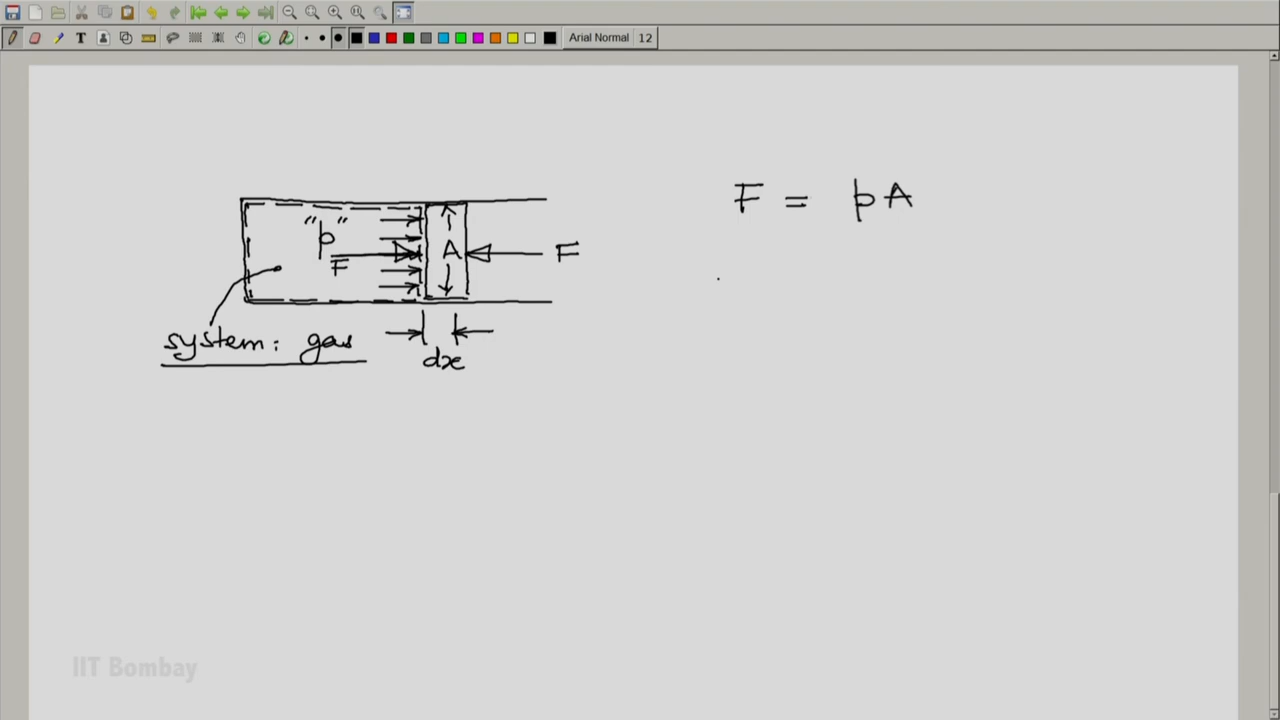 Arial Normal 12
F = pA
"p"
F
A
F
system: gas
dx
IIT Bombay